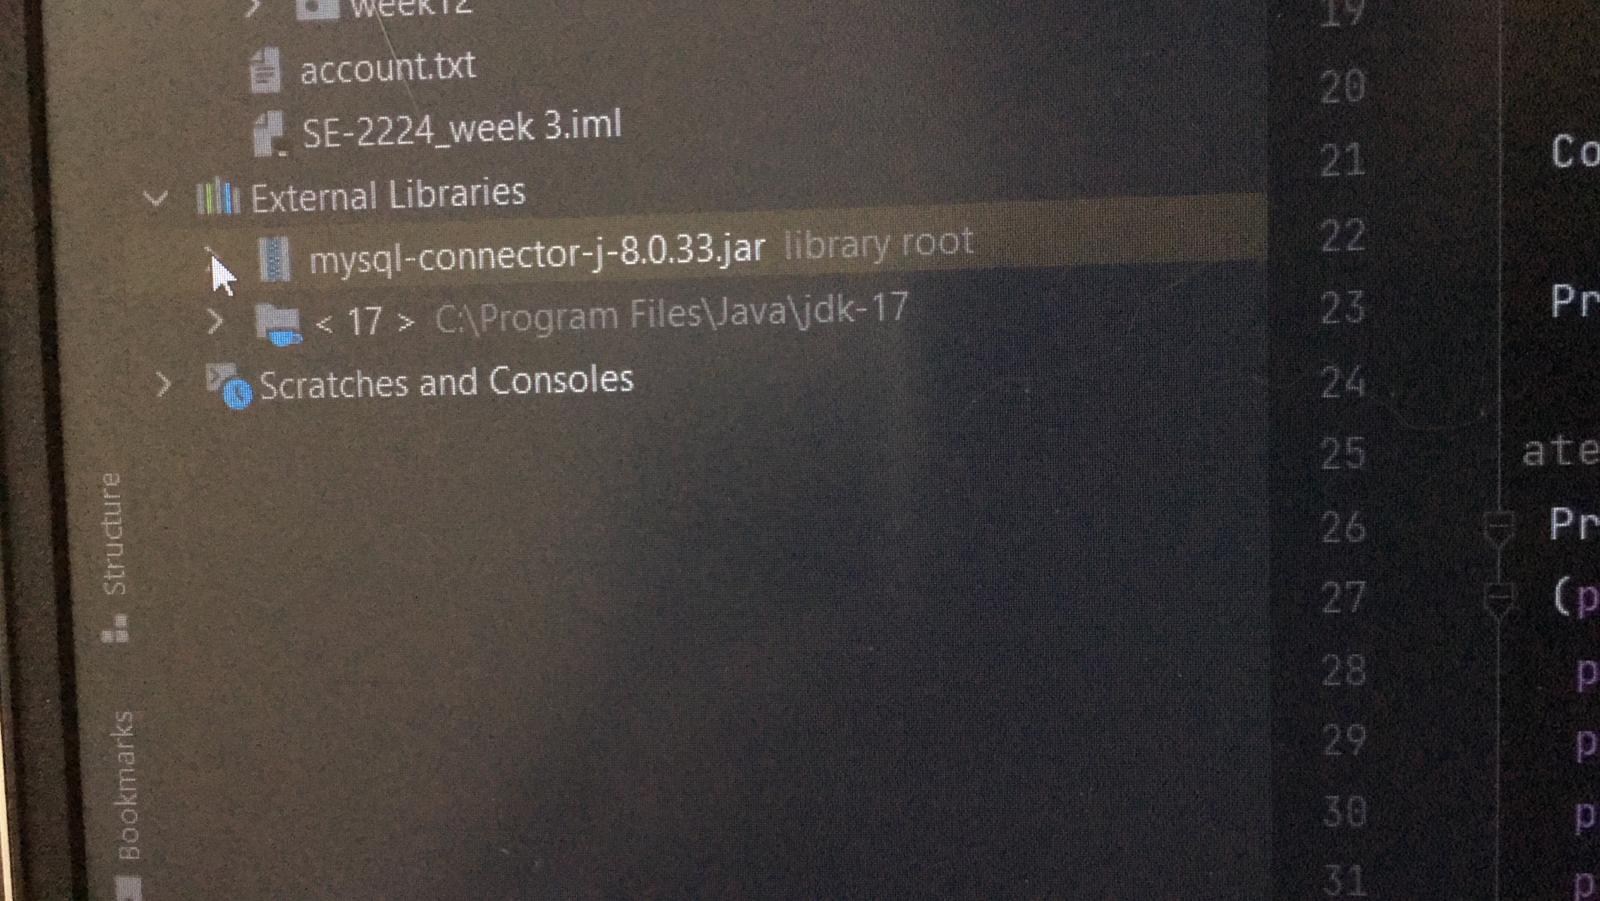 week12
account.txt
SE-2224_week 3.iml
External Libraries
mysql-connector-j-8.0.33.jar library root
< 17 > C:\Program Files\Java\jdk-17
Scratches and Consoles
Structure
Bookmarks
19
20
21 Co
22
23 Pr
24
25 ate
26 Pr
27 (p
28 p
29 p
30 p
31 p